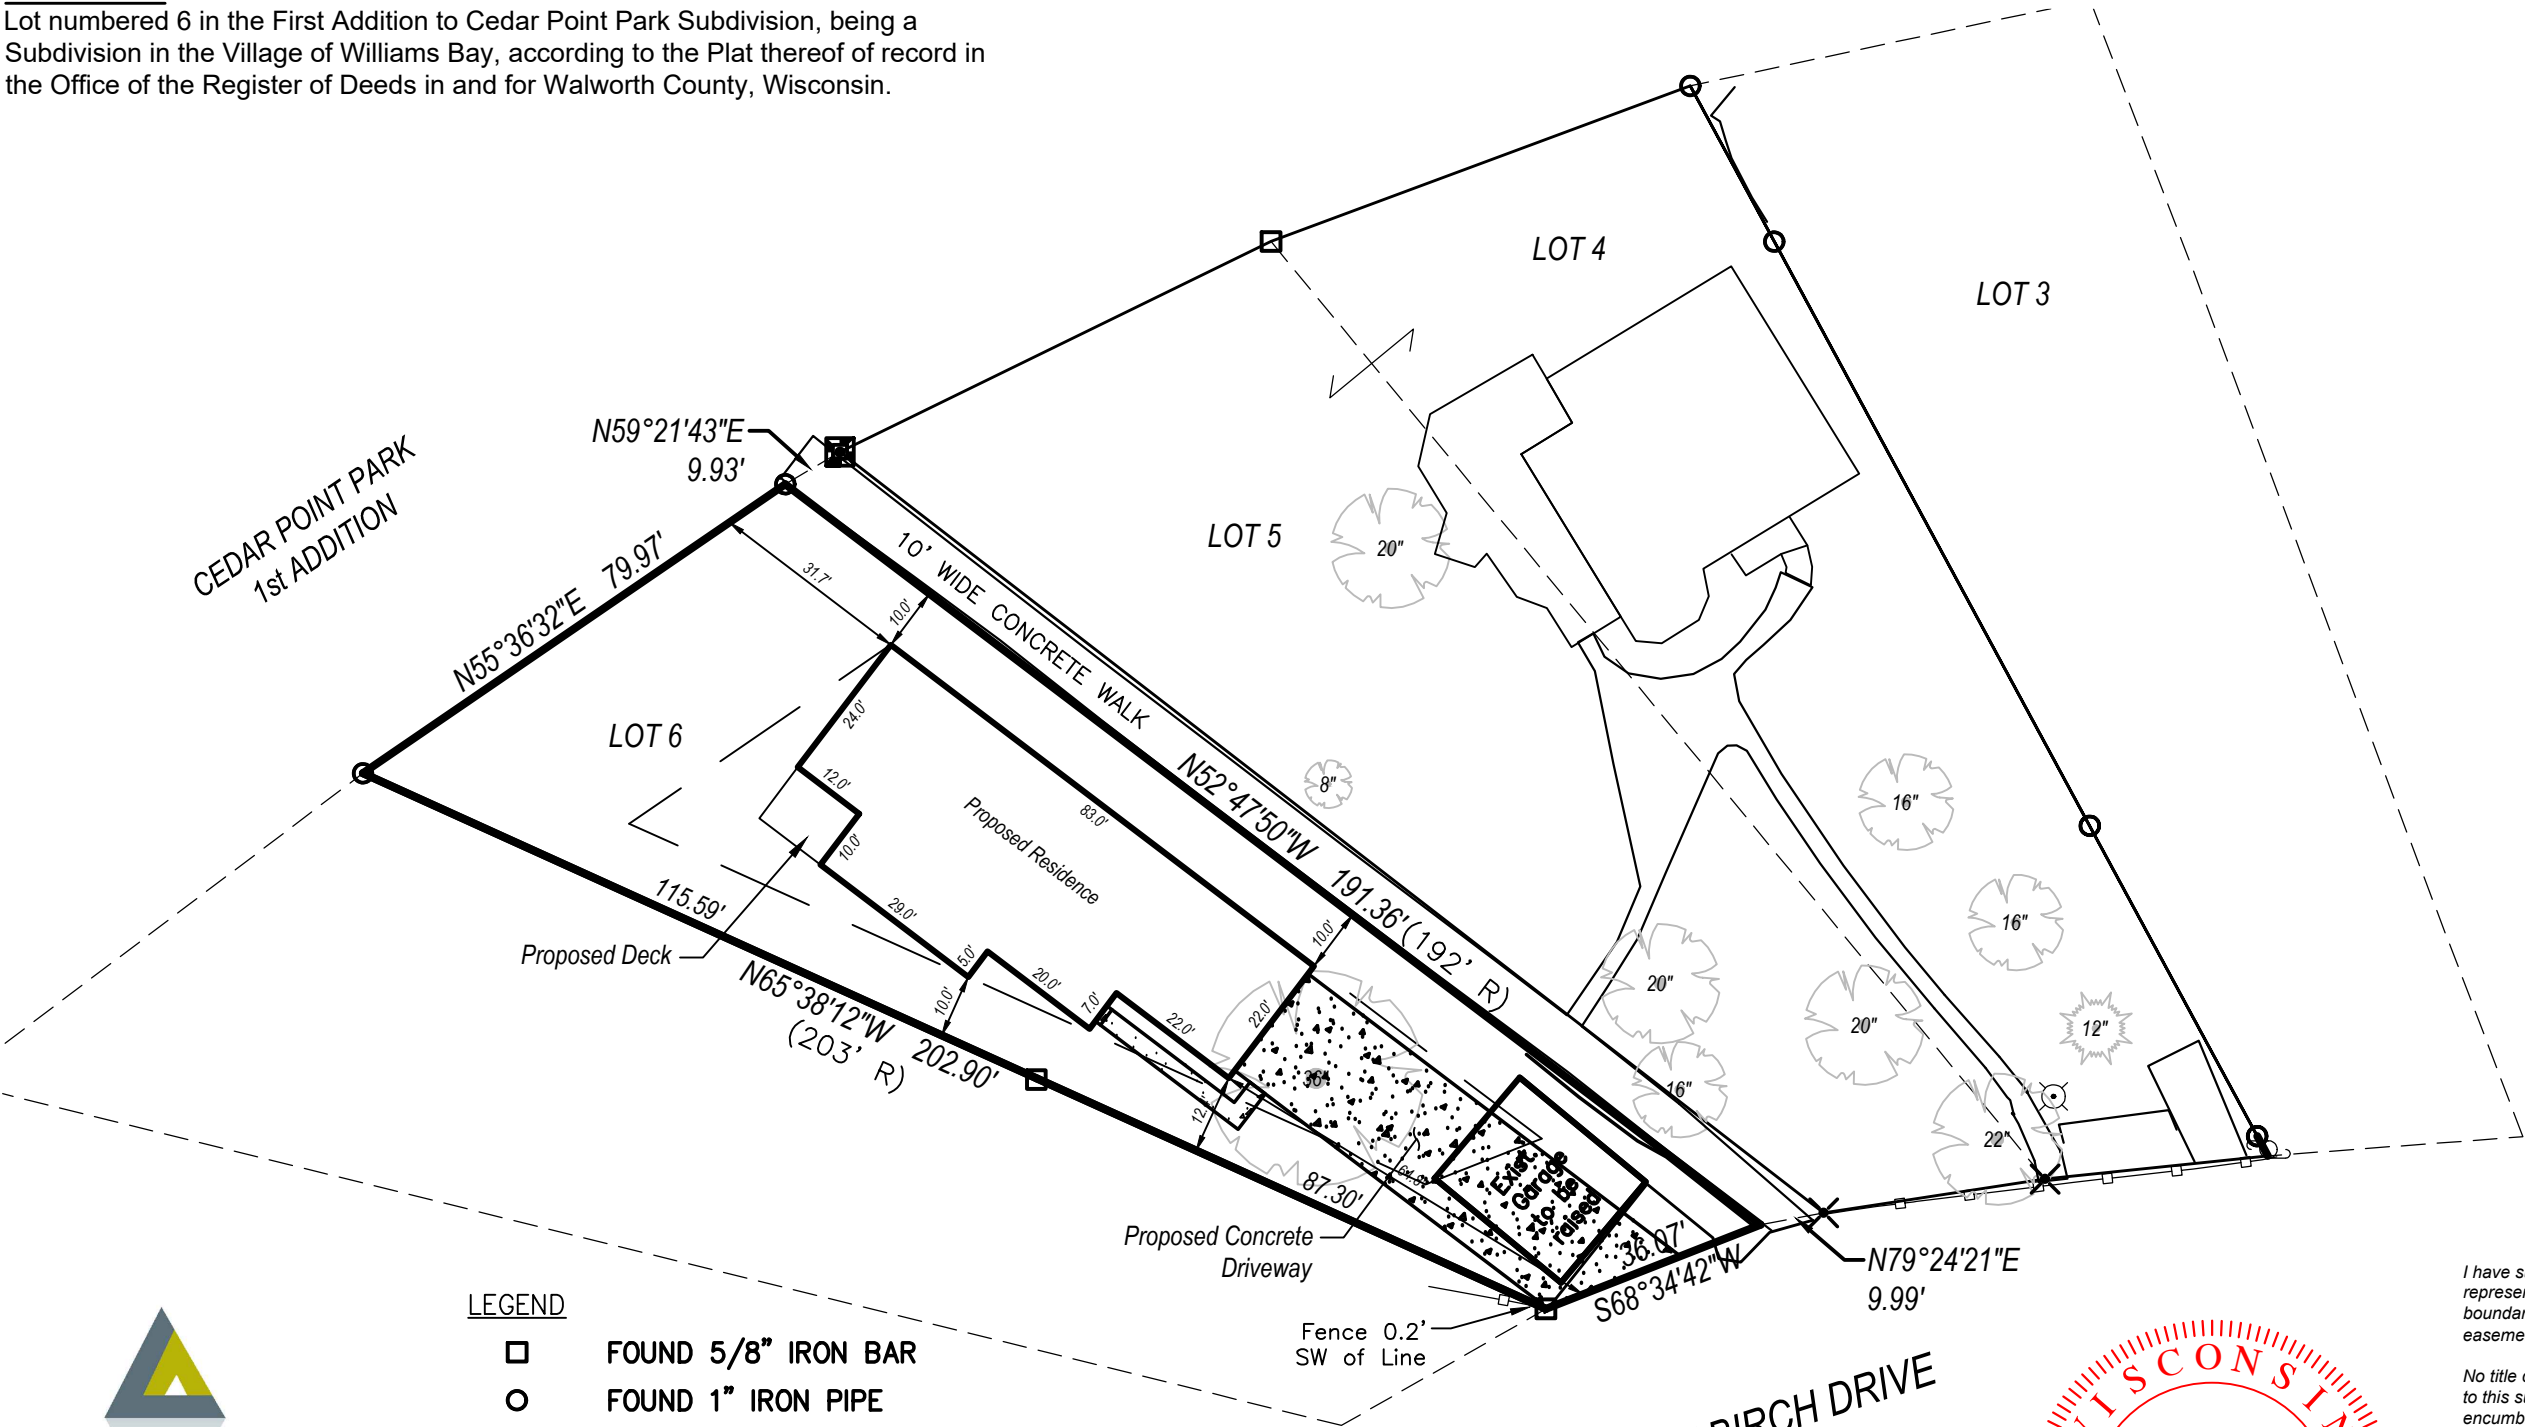 Lot numbered 6 in the First Addition to Cedar Point Park Subdivision, being a
Subdivision in the Village of Williams Bay, according to the Plat thereof of record in
the Office of the Register of Deeds in and for Walworth County, Wisconsin.
LOT 4
LOT 3
N59°21'43"E
9.93'
CEDAR POINT PARK
1st ADDITION
N55°36'32"E 79.97'
LOT 5
20"
10' WIDE CONCRETE WALK
31.7'
10.0'
LOT 6
24.0'
12.0'
10.0'
83.0'
Proposed Residence
N52°47'50"W 191.36' (192' R)
8"
16"
16"
20"
20"
12"
16"
22"
115.59'
29.0'
Proposed Deck
5.0'
10.0'
20.0'
7.0'
22.0'
22.0'
10.0'
36"
N65°38'12"W 202.90'
(203' R)
87.30'
Exist.
Garage
to be
raised
Proposed Concrete
Driveway
36.07'
S68°34'42"W
N79°24'21"E
9.99'
Fence 0.2'
SW of Line
BIRCH DRIVE
LEGEND
FOUND 5/8" IRON BAR
FOUND 1" IRON PIPE
I have
No title
to this
WISCONSIN